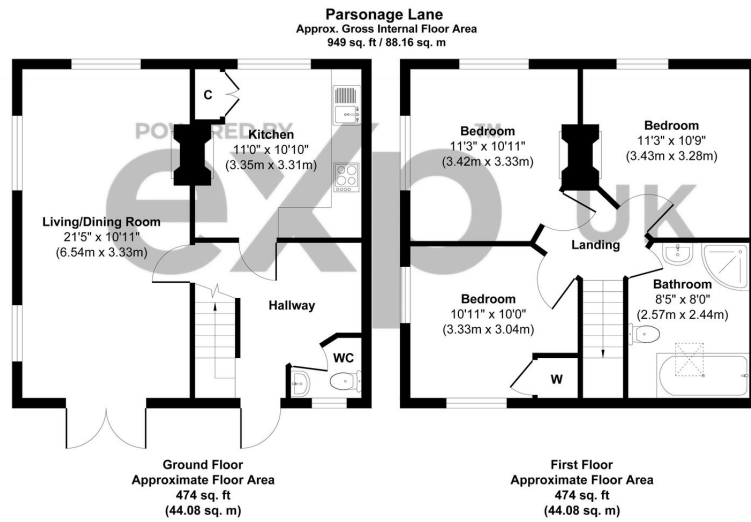 Parsonage Lane
Approx. Gross Internal Floor Area
949 sq. ft / 88.16 sq. m
POWERED BY
exp UK
TM
C
Kitchen
11'0" x 10'10"
(3.35m x 3.31m)
Living/Dining Room
21'5" x 10'11"
(6.54m x 3.33m)
Hallway
WC
Ground Floor
Approximate Floor Area
474 sq. ft
(44.08 sq. m)
Bedroom
11'3" x 10'11"
(3.42m x 3.33m)
Bedroom
11'3" x 10'9"
(3.43m x 3.28m)
Landing
Bedroom
10'11" x 10'0"
(3.33m x 3.04m)
Bathroom
8'5" x 8'0"
(2.57m x 2.44m)
W
First Floor
Approximate Floor Area
474 sq. ft
(44.08 sq. m)